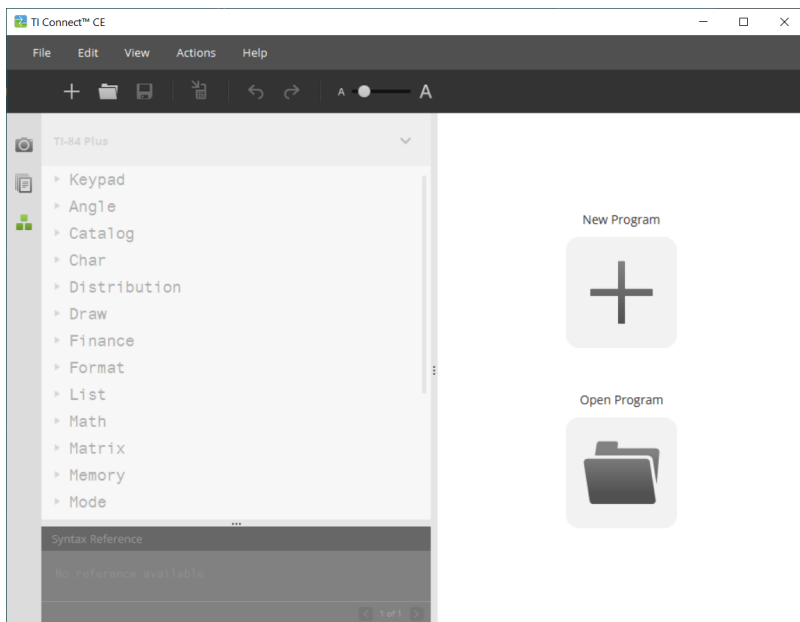 TI Connect™ CE
File Edit View Actions Help
A A
TI-84 Plus
Keypad
Angle
Catalog
Char
Distribution
Draw
Finance
Format
List
Math
Matrix
Memory
Mode
Syntax Reference
No reference available
1 of 1
New Program
Open Program